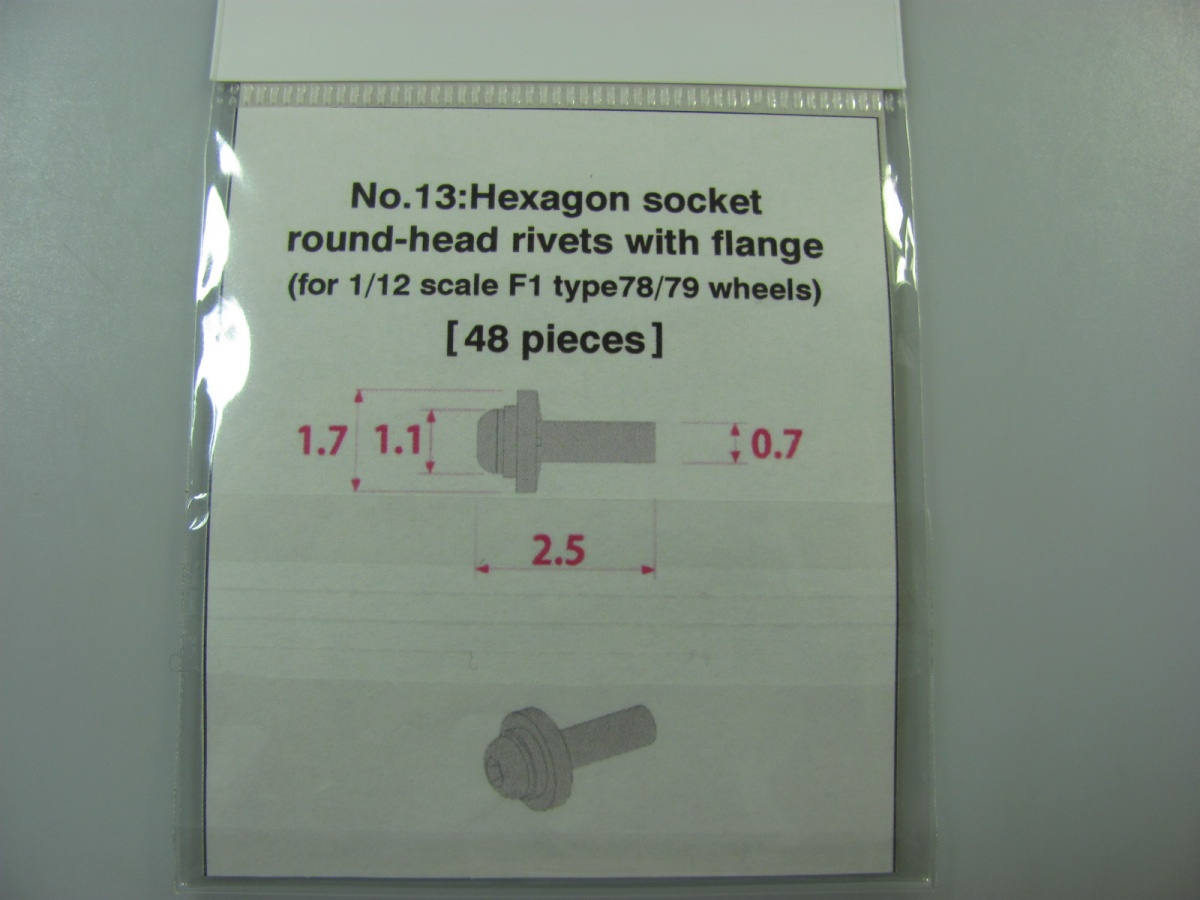 No.13:Hexagon socket
round-head rivets with flange
(for 1/12 scale F1 type78/79 wheels)
[48 pieces]
1.7 1.1 0.7
2.5